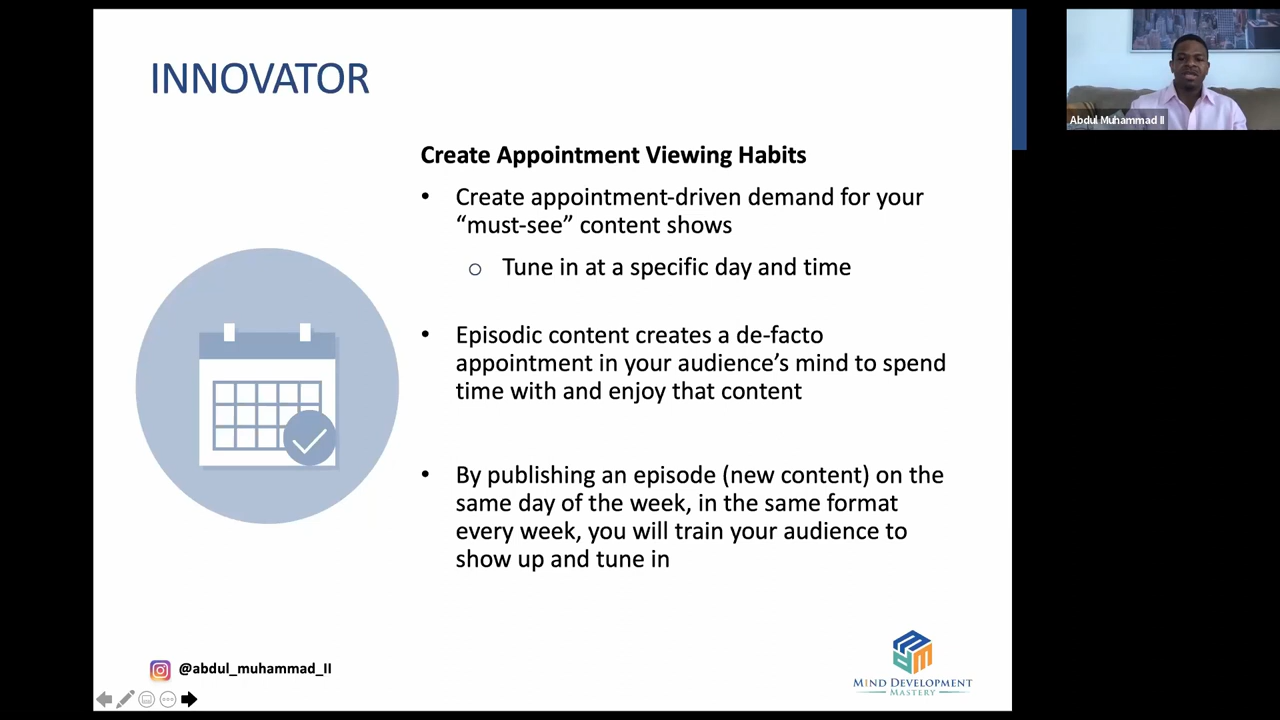 INNOVATOR
Create Appointment Viewing Habits
• Create appointment-driven demand for your
“must-see” content shows
o Tune in at a specific day and time
• Episodic content creates a de-facto
appointment in your audience’s mind to spend
time with and enjoy that content
• By publishing an episode (new content) on the
same day of the week, in the same format
every week, you will train your audience to
show up and tune in
@abdul_muhammad_II
MIND DEVELOPMENT
MASTERY
Abdul Muhammad II